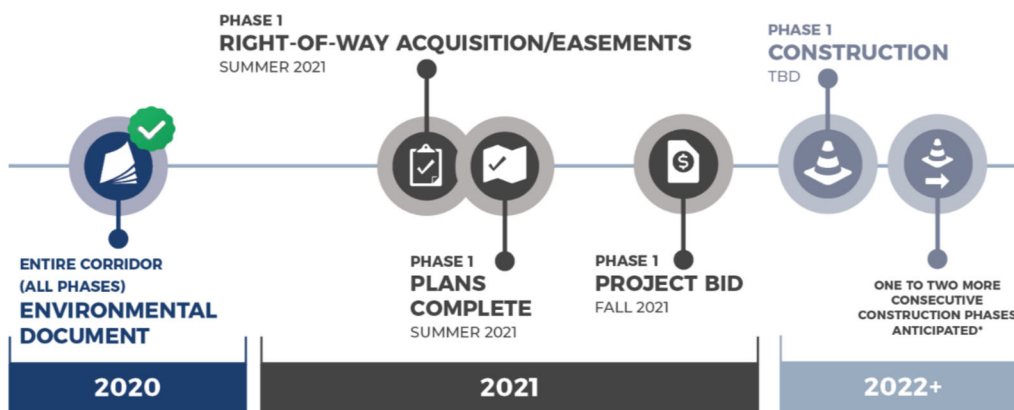 PHASE 1
RIGHT-OF-WAY ACQUISITION/EASEMENTS
SUMMER 2021
PHASE 1
CONSTRUCTION
TBD
$
ENTIRE CORRIDOR
(ALL PHASES)
ENVIRONMENTAL
DOCUMENT
PHASE 1
PLANS
COMPLETE
SUMMER 2021
PHASE 1
PROJECT BID
FALL 2021
ONE TO TWO MORE
CONSECUTIVE
CONSTRUCTION PHASES
ANTICIPATED*
2020
2021
2022+